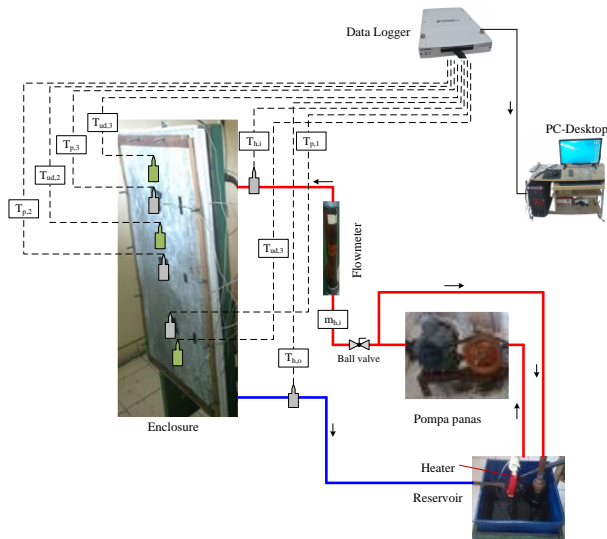 Data Logger
PC-Desktop
T_ud,3
T_p,3
T_ud,2
T_p,2
T_h,i
T_p,1
T_ud,3
T_h,o
Flowmeter
m_h,i
Ball valve
Pompa panas
Enclosure
Heater
Reservoir